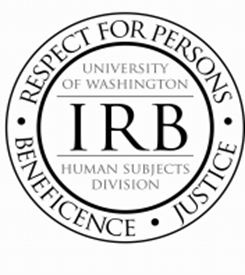 RESPECT FOR PERSONS
UNIVERSITY
OF WASHINGTON
IRB
HUMAN SUBJECTS
DIVISION
• BENEFICENCE • JUSTICE •